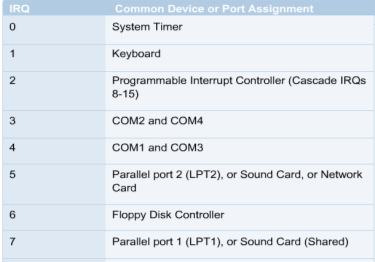 IRQ Common Device or Port Assignment
0 System Timer
1 Keyboard
2 Programmable Interrupt Controller (Cascade IRQs
8-15)
3 COM2 and COM4
4 COM1 and COM3
5 Parallel port 2 (LPT2), or Sound Card, or Network
Card
6 Floppy Disk Controller
7 Parallel port 1 (LPT1), or Sound Card (Shared)